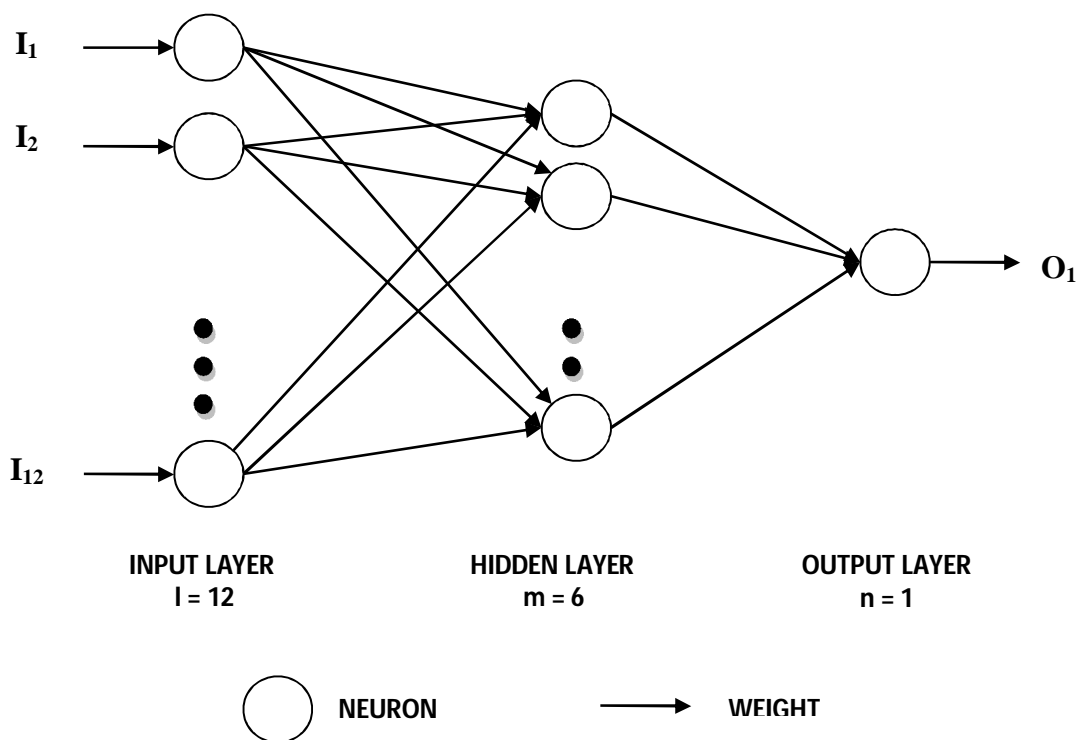 I1
I2
I12
O1
INPUT LAYER
l = 12
HIDDEN LAYER
m = 6
OUTPUT LAYER
n = 1
NEURON
WEIGHT